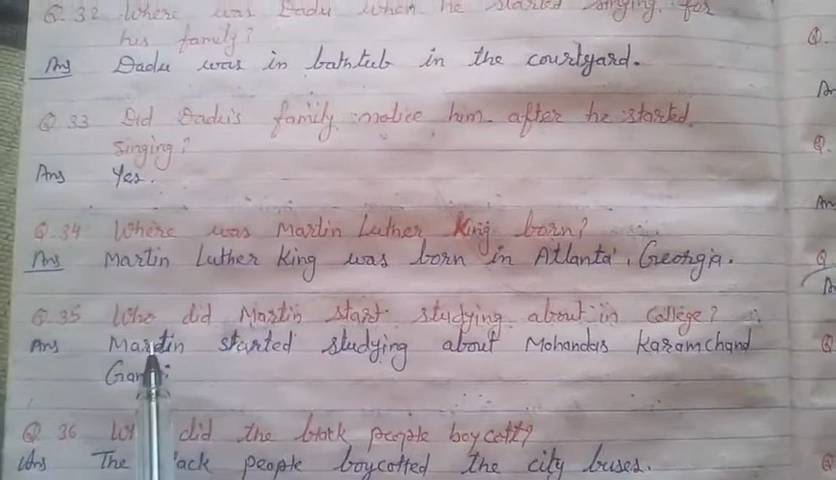 Q.32 Where was Dadu when he started singing for
his family?
Ans Dadu was in bathtub in the courtyard.
Q 33 Did Dadu's family notice him after he started
singing?
Ans Yes.
Q.34 Where was Martin Luther King born?
Ans Martin Luther King was born in Atlanta, Georgia.
Q.35 Who did Martin start studying about in College?
Ans Martin started studying about Mohandas Karamchand
Q 36 did the black people boycott?
Ans The people boycotted the city buses.
Q.
An
Q.
An
Q
A
Q
Q